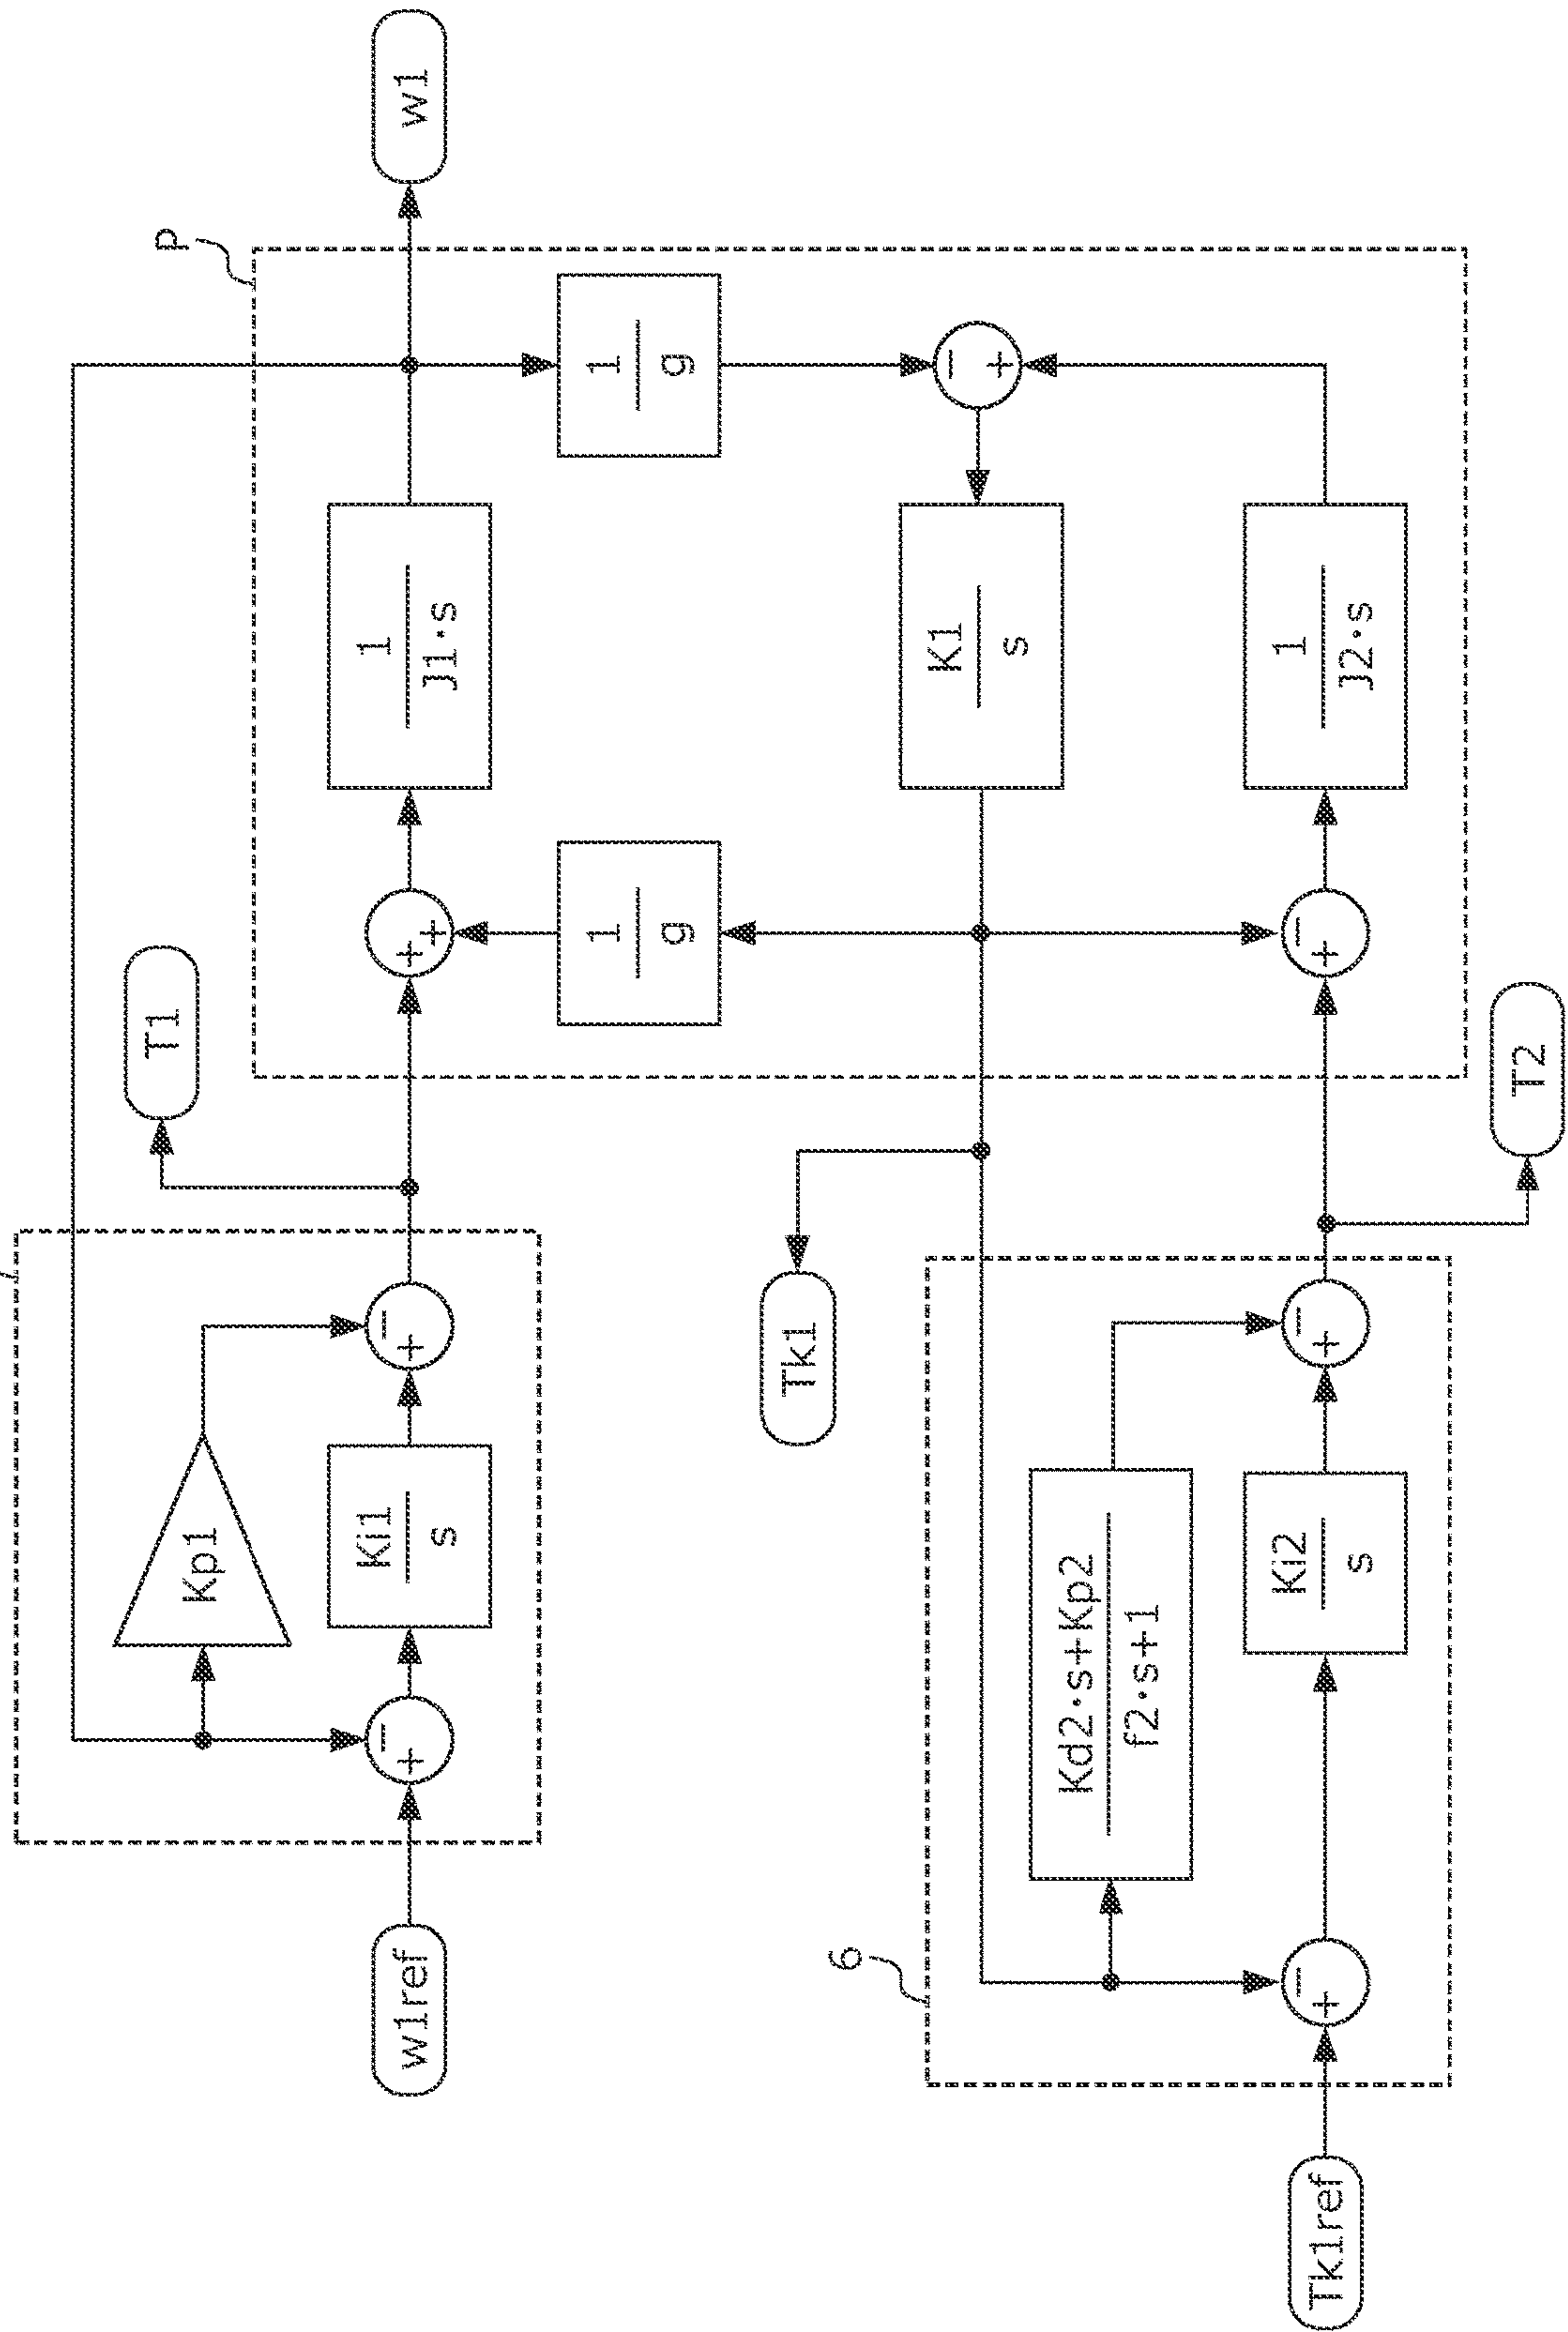 T1
P
w1ref
+
−
Kp1
Ki1
s
+
−
+
+
1
J1·s
w1
1
g
1
g
Tk1
K1
s
−
+
6
Kd2·s+Kp2
f2·s+1
Tk1ref
+
−
Ki2
s
+
−
+
−
1
J2·s
T2